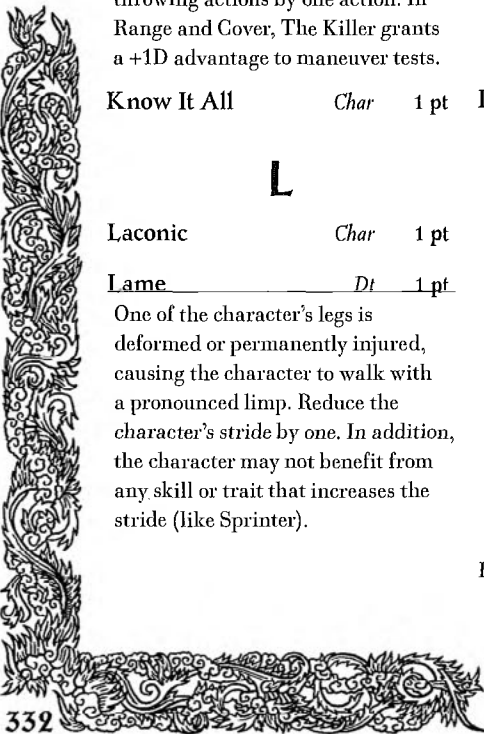 throwing actions by one action. In
Range and Cover, The Killer grants
a +1D advantage to maneuver tests.
Know It All Char 1 pt
L
Laconic Char 1 pt
Lame Dt 1 pt
One of the character's legs is
deformed or permanently injured,
causing the character to walk with
a pronounced limp. Reduce the
character's stride by one. In addition,
the character may not benefit from
any skill or trait that increases the
stride (like Sprinter).
332